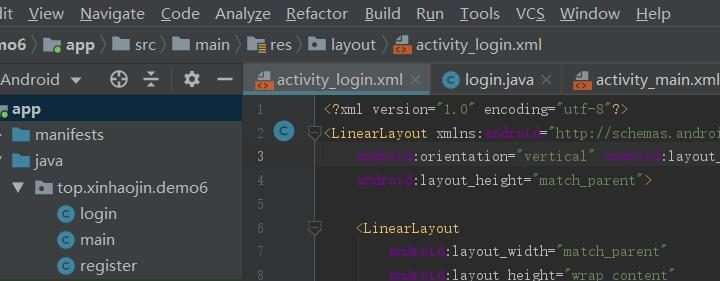 dit View Navigate Code Analyze Refactor Build Run Tools VCS Window Help
mo6 app src main res layout activity_login.xml
Android activity_login.xml login.java activity_main.xml
app
manifests
java
top.xinhaojin.demo6
login
main
register
1 <?xml version="1.0" encoding="utf-8"?>
2 <LinearLayout xmlns:android="http://schemas.androi
3 android:orientation="vertical" android:layout_
4 android:layout_height="match_parent">
5
6 <LinearLayout
7 android:layout_width="match_parent"
8 android:layout_height="wrap_content"